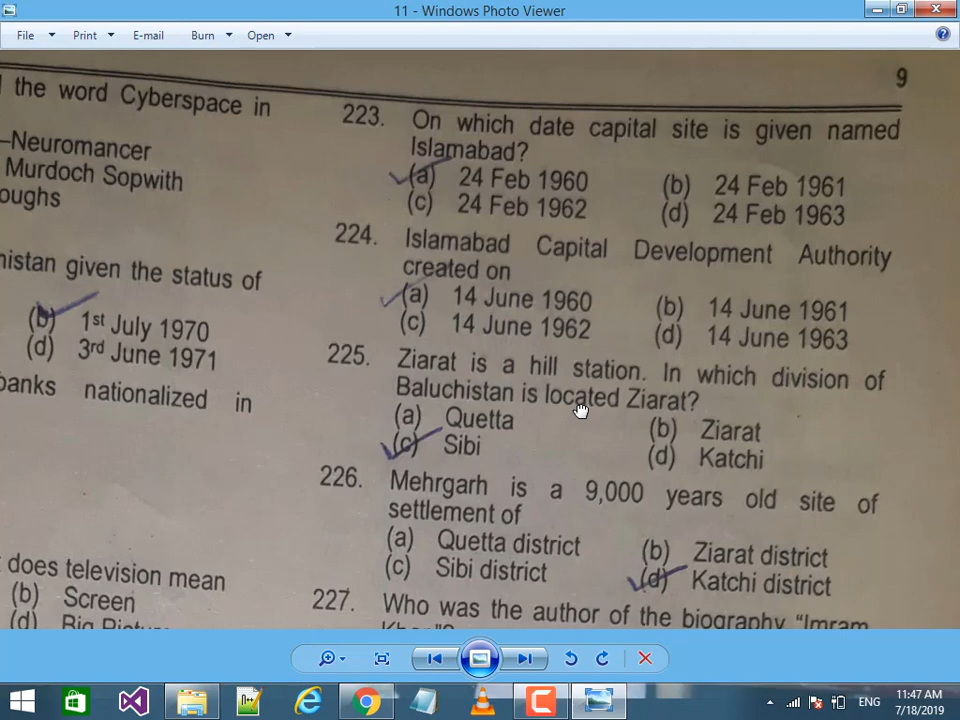 11 - Windows Photo Viewer
File Print E-mail Burn Open
9
the word Cyberspace in
–Neuromancer
Murdoch Sopwith
oughs
nistan given the status of
(b) 1st July 1970
(d) 3rd June 1971
banks nationalized in
does television mean
(b) Screen
(d) Big
223. On which date capital site is given named
Islamabad?
(a) 24 Feb 1960 (b) 24 Feb 1961
(c) 24 Feb 1962 (d) 24 Feb 1963
224. Islamabad Capital Development Authority
created on
(a) 14 June 1960 (b) 14 June 1961
(c) 14 June 1962 (d) 14 June 1963
225. Ziarat is a hill station. In which division of
Baluchistan is located Ziarat?
(a) Quetta (b) Ziarat
(c) Sibi (d) Katchi
226. Mehrgarh is a 9,000 years old site of
settlement of
(a) Quetta district (b) Ziarat district
(c) Sibi district (d) Katchi district
227. Who was the author of the biography "Imram
ENG
11:47 AM
7/18/2019